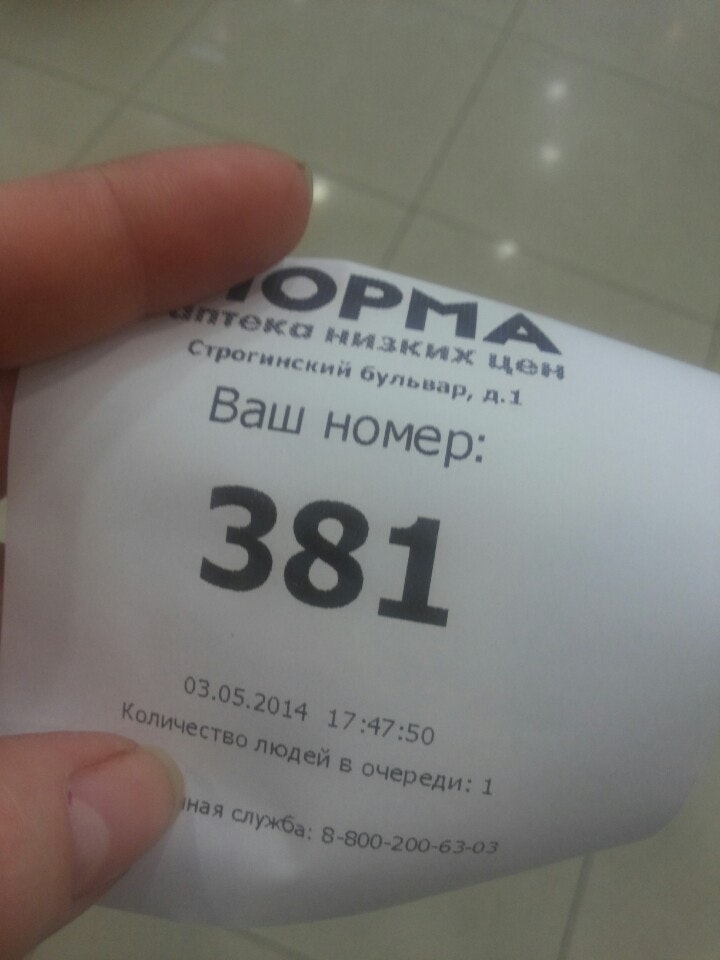 НОРМА
аптека низких цен
Строгинский бульвар, д.1
Ваш номер:
381
03.05.2014 17:47:50
Количество людей в очереди: 1
служба: 8-800-200-63-03